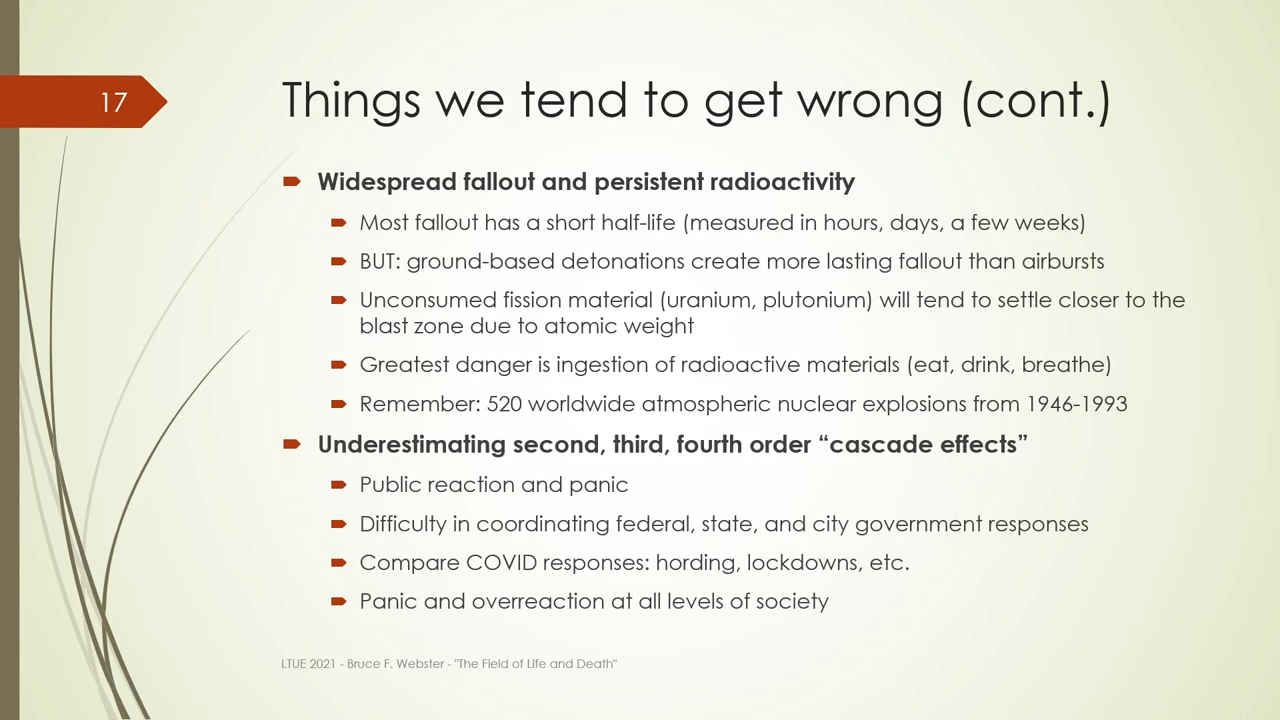 17
Things we tend to get wrong (cont.)
Widespread fallout and persistent radioactivity
Most fallout has a short half-life (measured in hours, days, a few weeks)
BUT: ground-based detonations create more lasting fallout than airbursts
Unconsumed fission material (uranium, plutonium) will tend to settle closer to the
blast zone due to atomic weight
Greatest danger is ingestion of radioactive materials (eat, drink, breathe)
Remember: 520 worldwide atmospheric nuclear explosions from 1946-1993
Underestimating second, third, fourth order “cascade effects”
Public reaction and panic
Difficulty in coordinating federal, state, and city government responses
Compare COVID responses: hording, lockdowns, etc.
Panic and overreaction at all levels of society
LTUE 2021 - Bruce F. Webster - "The Field of Life and Death"